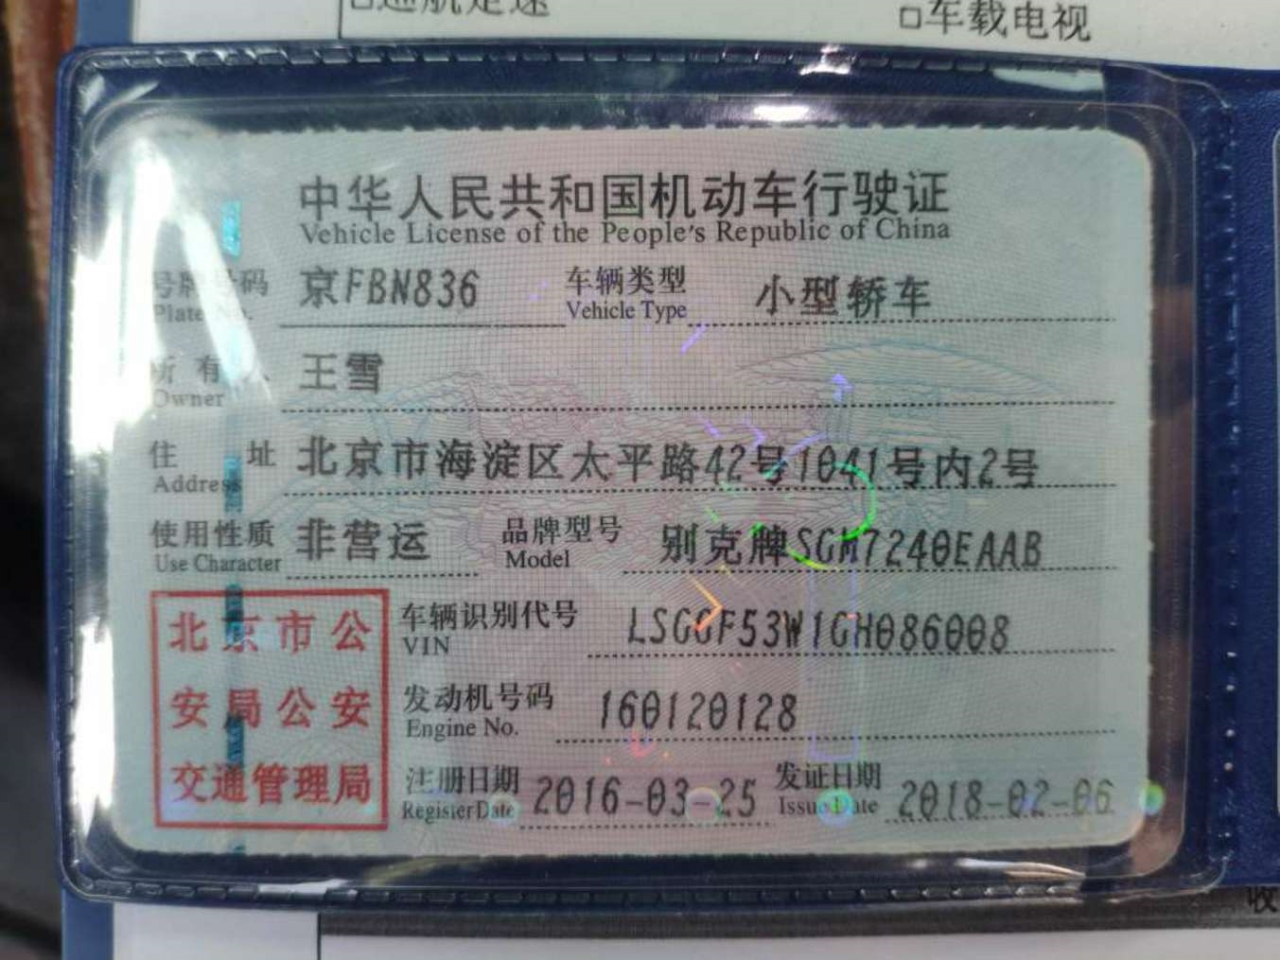 □车载电视
中华人民共和国机动车行驶证
Vehicle License of the People's Republic of China
号牌号码 京FBN836 车辆类型 小型轿车
Plate No. Vehicle Type
所有人 王雪
Owner
住址 北京市海淀区太平路42号1041号内2号
Address
使用性质 非营运 品牌型号 别克牌SGM7240EAAB
Use Character Model
北京市公 车辆识别代号 LSGGF53W1GH086008
VIN
安局公安 发动机号码 160120128
Engine No.
交通管理局 注册日期 2016-03-25 发证日期 2018-02-06
Register Date Issue Date
收